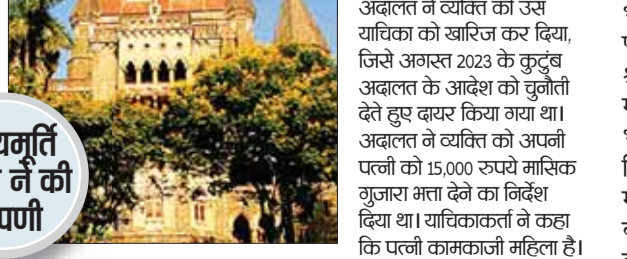 यमूर्ति
ने की
पणी
अदालत ने व्यक्ति की उस
याचिका को खारिज कर दिया,
जिसे अगस्त 2023 के कुटुंब
अदालत के आदेश को चुनौती
देते हुए दायर किया गया था।
अदालत ने व्यक्ति को अपनी
पत्नी को 15,000 रुपये मासिक
गुजारा भत्ता देने का निर्देश
दिया था। याचिकाकर्ता ने कहा
कि पत्नी कामकाजी महिला है।